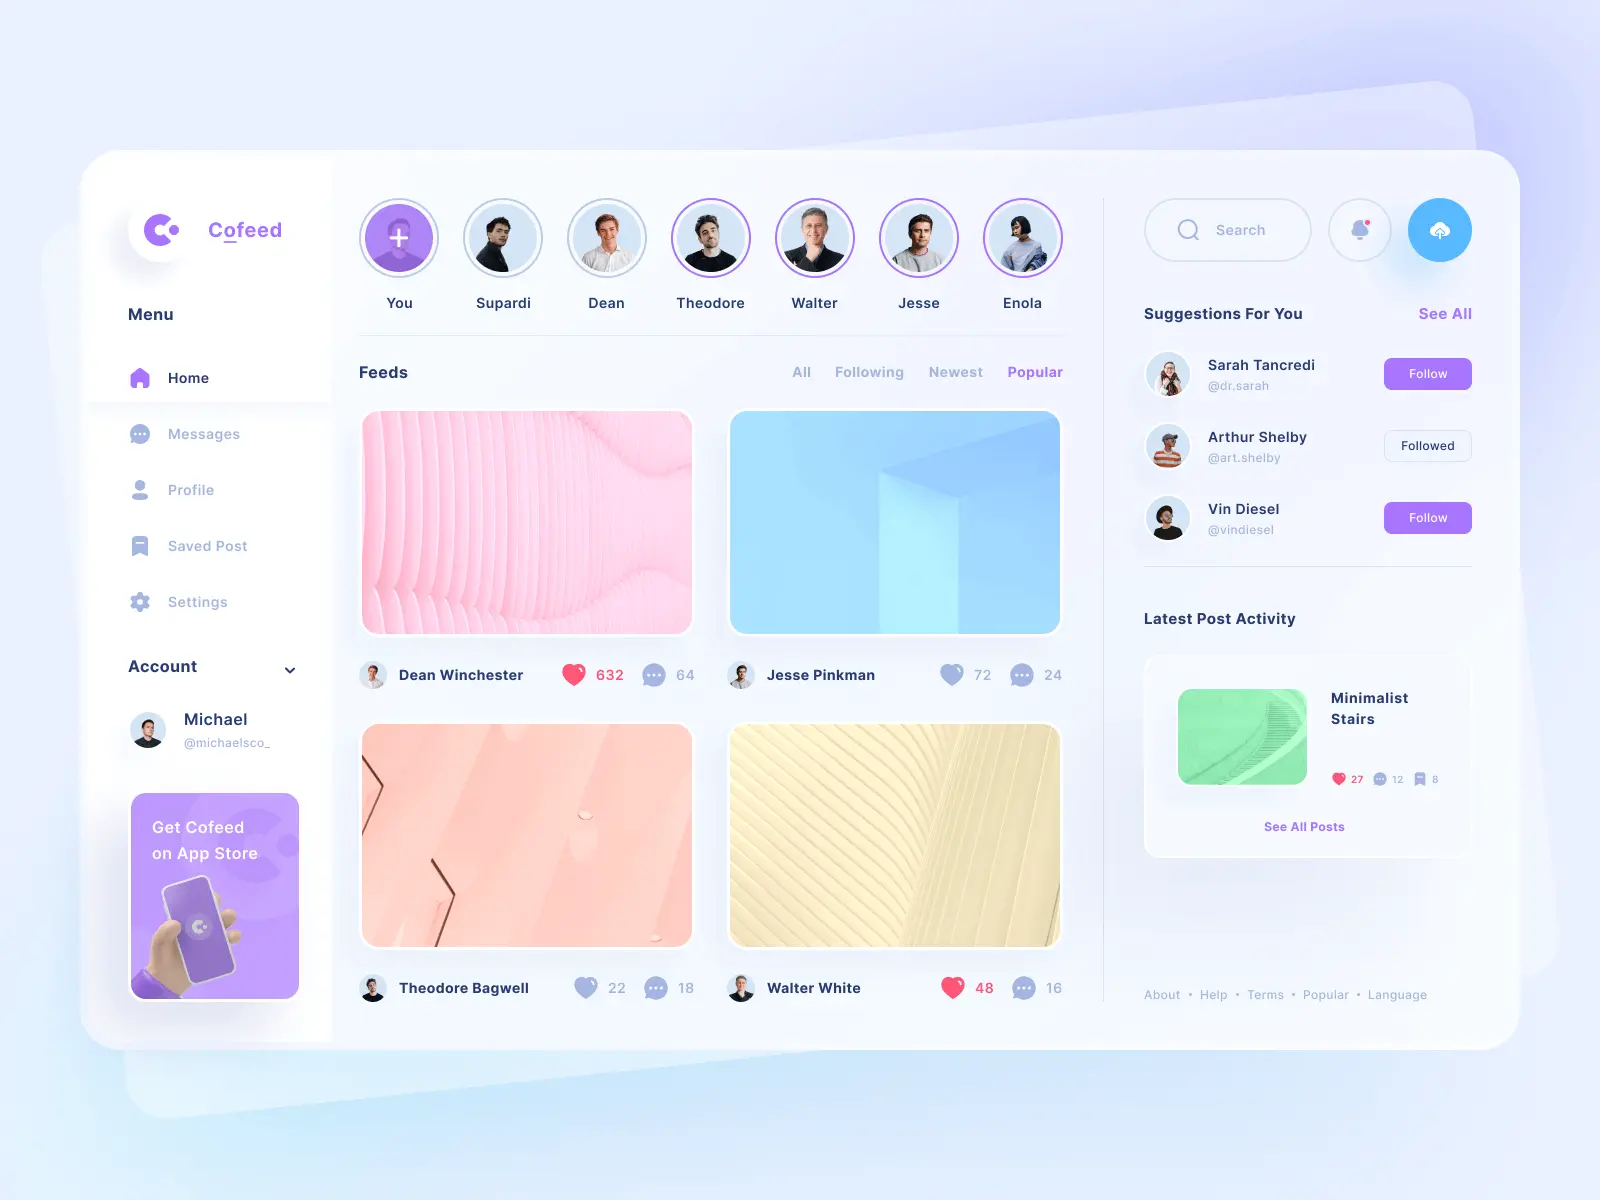 Cofeed
Menu
Home
Messages
Profile
Saved Post
Settings
Account
Michael
@michaelsco_
Get Cofeed
on App Store
You
Supardi
Dean
Theodore
Walter
Jesse
Enola
Feeds
All
Following
Newest
Popular
Dean Winchester
632
64
Jesse Pinkman
72
24
Theodore Bagwell
22
18
Walter White
48
16
Search
Suggestions For You
See All
Sarah Tancredi
@dr.sarah
Follow
Arthur Shelby
@art.shelby
Followed
Vin Diesel
@vindiesel
Follow
Latest Post Activity
Minimalist
Stairs
27
12
8
See All Posts
About • Help • Terms • Popular • Language